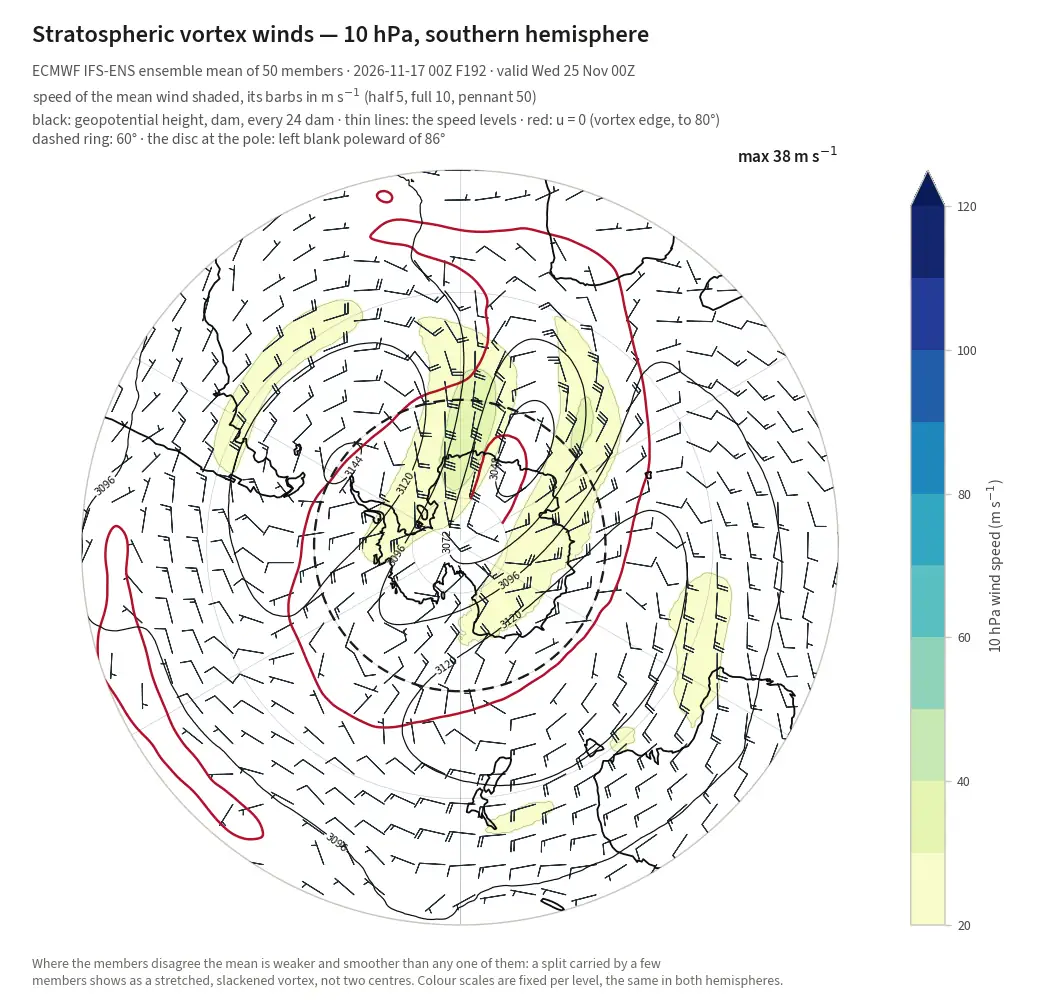 Stratospheric vortex winds — 10 hPa, southern hemisphere
ECMWF IFS-ENS ensemble mean of 50 members · 2026-11-17 00Z F192 · valid Wed 25 Nov 00Z
speed of the mean wind shaded, its barbs in m s⁻¹ (half 5, full 10, pennant 50)
black: geopotential height, dam, every 24 dam · thin lines: the speed levels · red: u = 0 (vortex edge, to 80°)
dashed ring: 60° · the disc at the pole: left blank poleward of 86°
max 38 m s⁻¹
120
100
80
60
40
20
10 hPa wind speed (m s⁻¹)
3144
3120
3048
3096
3072
3096
3096
3120
3120
3096
Where the members disagree the mean is weaker and smoother than any one of them: a split carried by a few
members shows as a stretched, slackened vortex, not two centres. Colour scales are fixed per level, the same in both hemispheres.